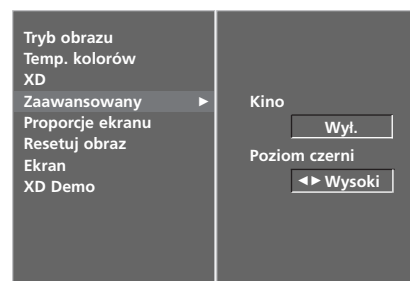 Tryb obrazu
Temp. kolorów
XD
Zaawansowany ►
Proporcje ekranu
Resetuj obraz
Ekran
XD Demo
Kino
Wył.
Poziom czerni
◄► Wysoki